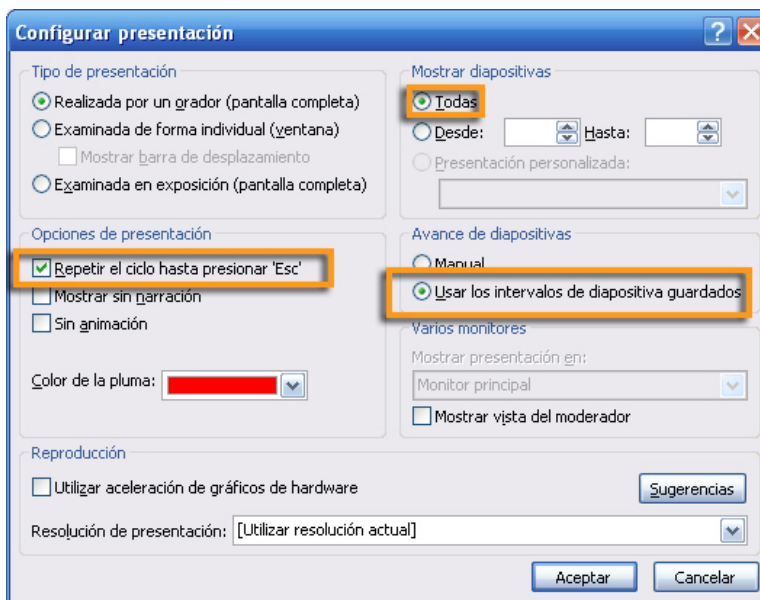 Configurar presentación
Tipo de presentación
Realizada por un orador (pantalla completa)
Examinada de forma individual (ventana)
Mostrar barra de desplazamiento
Examinada en exposición (pantalla completa)
Mostrar diapositivas
Todas
Desde: Hasta:
Presentación personalizada:
Opciones de presentación
Repetir el ciclo hasta presionar 'Esc'
Mostrar sin narración
Sin animación
Color de la pluma:
Avance de diapositivas
Manual
Usar los intervalos de diapositiva guardados
Varios monitores
Mostrar presentación en:
Monitor principal
Mostrar vista del moderador
Reproducción
Utilizar aceleración de gráficos de hardware
Sugerencias
Resolución de presentación: [Utilizar resolución actual]
Aceptar Cancelar